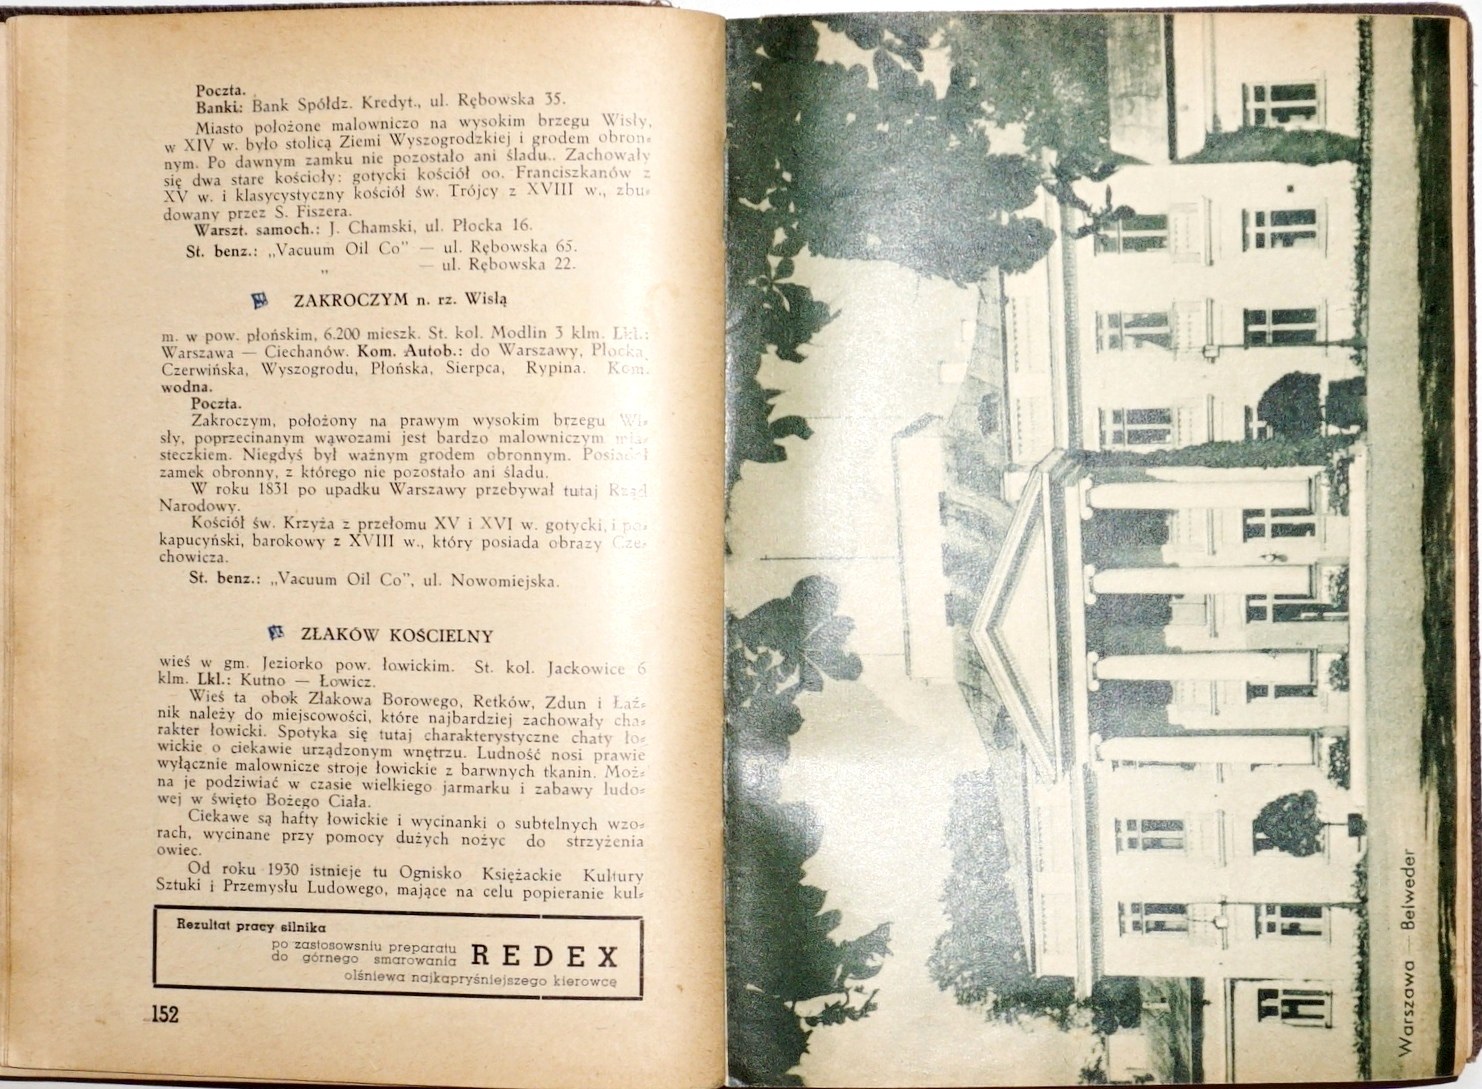 Poczta.
Banki: Bank Spółdz. Kredyt., ul. Rębowska 35.
Miasto położone malowniczo na wysokim brzegu Wisły,
w XIV w. było stolicą Ziemi Wyszogrodzkiej i grodem obron=
nym. Po dawnym zamku nie pozostało ani śladu.. Zachowały
się dwa stare kościoły: gotycki kościół oo. Franciszkanów z
XV w. i klasycystyczny kościół św. Trójcy z XVIII w., zbu=
dowany przez S. Fiszera.
Warszt. samoch.: J. Chamski, ul. Płocka 16.
St. benz.: „Vacuum Oil Co” — ul. Rębowska 65.
„ — ul. Rębowska 22.
ZAKROCZYM n. rz. Wisłą
m. w pow. płońskim, 6.200 mieszk. St. kol. Modlin 3 klm. Lkl.:
Warszawa — Ciechanów. Kom. Autob.: do Warszawy, Płocka,
Czerwińska, Wyszogrodu, Płońska, Sierpca, Rypina. Kom.
wodna.
Poczta.
Zakroczym, położony na prawym wysokim brzegu Wi=
sły, poprzecinanym wąwozami jest bardzo malowniczym mia=
steczkiem. Niegdyś był ważnym grodem obronnym. Posiadał
zamek obronny, z którego nie pozostało ani śladu.
W roku 1831 po upadku Warszawy przebywał tutaj Rząd
Narodowy.
Kościół św. Krzyża z przełomu XV i XVI w. gotycki, i po=
kapucyński, barokowy z XVIII w., który posiada obrazy Cze=
chowicza.
St. benz.: „Vacuum Oil Co”, ul. Nowomiejska.
ZŁAKÓW KOŚCIELNY
wieś w gm. Jeziorko pow. łowickim. St. kol. Jackowice 6
klm. Lkl.: Kutno — Łowicz.
Wieś ta obok Złakowa Borowego, Retków, Zdun i Łaź=
nik należy do miejscowości, które najbardziej zachowały cha=
rakter łowicki. Spotyka się tutaj charakterystyczne chaty ło=
wickie o ciekawie urządzonym wnętrzu. Ludność nosi prawie
wyłącznie malownicze stroje łowickie z barwnych tkanin. Moż=
na je podziwiać w czasie wielkiego jarmarku i zabawy ludo=
wej w święto Bożego Ciała.
Ciekawe są hafty łowickie i wycinanki o subtelnych wzo=
rach, wycinane przy pomocy dużych nożyc do strzyżenia
owiec.
Od roku 1930 istnieje tu Ognisko Księżackie Kultury
Sztuki i Przemysłu Ludowego, mające na celu popieranie kul=
Rezultat pracy silnika
po zastosowsniu preparatu
do górnego smarowania REDEX
olśniewa najkapryśniejszego kierowcę
152
Warszawa — Belweder